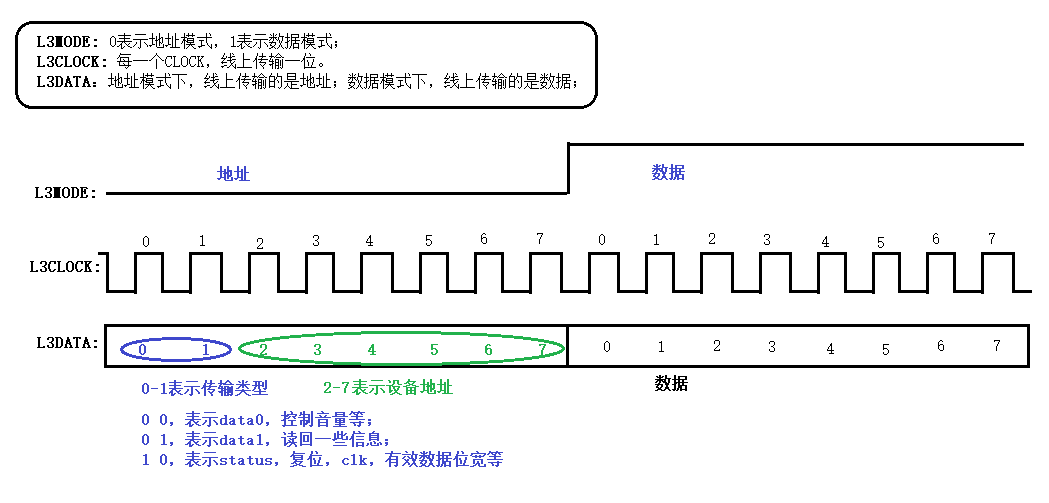 L3MODE: 0表示地址模式，1表示数据模式；
L3CLOCK: 每一个CLOCK，线上传输一位。
L3DATA: 地址模式下，线上传输的是地址；数据模式下，线上传输的是数据；
地址 数据
L3MODE:
0 1 2 3 4 5 6 7 0 1 2 3 4 5 6 7
L3CLOCK:
L3DATA: 0 1 2 3 4 5 6 7 0 1 2 3 4 5 6 7
0-1表示传输类型 2-7表示设备地址 数据
0 0，表示data0，控制音量等；
0 1，表示data1，读回一些信息；
1 0，表示status，复位，clk，有效数据位宽等